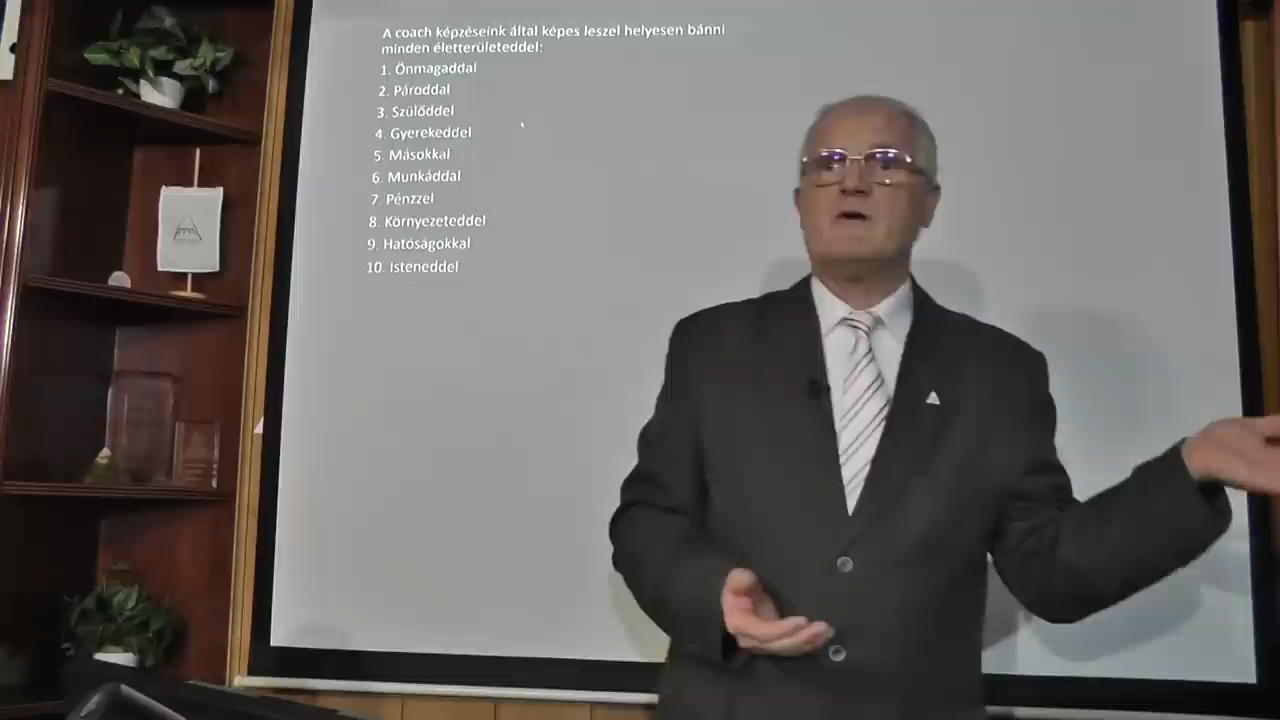 A coach képzéseink által képes leszel helyesen bánni
minden életterületeddel:
1. Önmagaddal
2. Pároddal
3. Szülőddel
4. Gyerekeddel
5. Másokkal
6. Munkáddal
7. Pénzzel
8. Környezeteddel
9. Hatóságokkal
10. Isteneddel